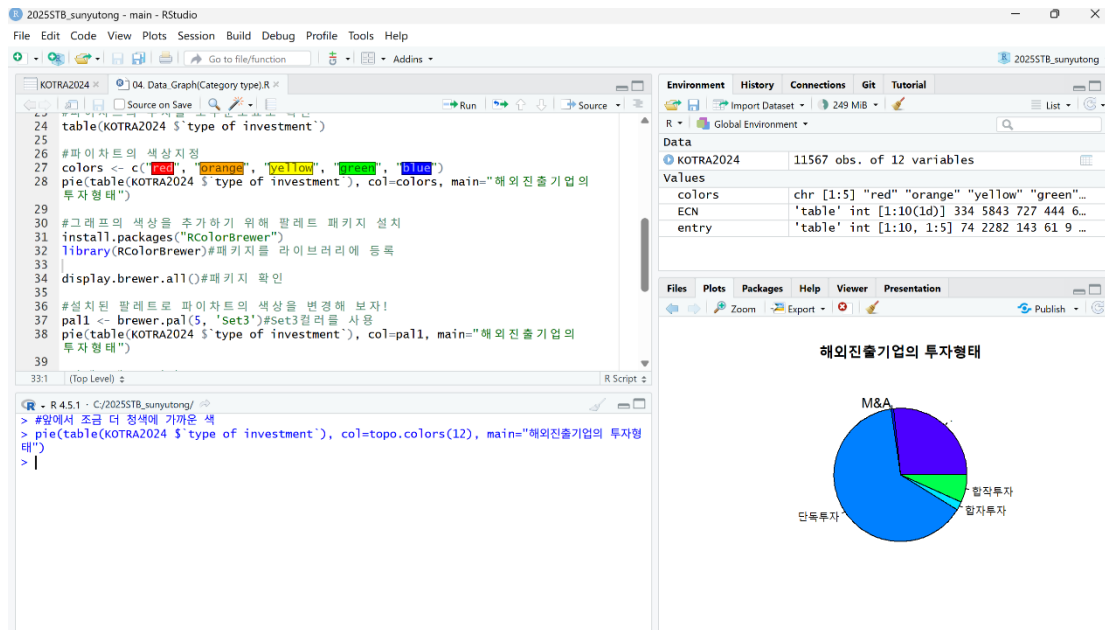 2025STB_sunyutong - main - RStudio
File Edit Code View Plots Session Build Debug Profile Tools Help
Go to file/function
Addins
2025STB_sunyutong
KOTRA2024
04. Data_Graph(Category type).R
Source on Save
Run
Source
24 table(KOTRA2024 $`type of investment`)
25
26 #파이차트의 색상지정
27 colors <- c("red", "orange", "yellow", "green", "blue")
28 pie(table(KOTRA2024 $`type of investment`), col=colors, main="해외진출기업의
투자형태")
29
30 #그래프의 색상을 추가하기 위해 팔레트 패키지 설치
31 install.packages("RColorBrewer")
32 library(RColorBrewer)#패키지를 라이브러리에 등록
33
34 display.brewer.all()#패키지 확인
35
36 #설치된 팔레트로 파이차트의 색상을 변경해 보자!
37 pal1 <- brewer.pal(5, 'Set3')#Set3컬러를 사용
38 pie(table(KOTRA2024 $`type of investment`), col=pal1, main="해외진출기업의
투자형태")
39
33:1 (Top Level) R Script
R 4.5.1 · C:/2025STB_sunyutong/
> #앞에서 조금 더 청색에 가까운 색
> pie(table(KOTRA2024 $`type of investment`), col=topo.colors(12), main="해외진출기업의 투자형
태")
>
Environment History Connections Git Tutorial
Import Dataset 249 MiB List
R Global Environment
Data
KOTRA2024 11567 obs. of 12 variables
Values
colors chr [1:5] "red" "orange" "yellow" "green"…
ECN 'table' int [1:10(1d)] 334 5843 727 444 6…
entry 'table' int [1:10, 1:5] 74 2282 143 61 9 …
Files Plots Packages Help Viewer Presentation
Zoom Export Publish
해외진출기업의 투자형태
M&A
합작투자
합자투자
단독투자